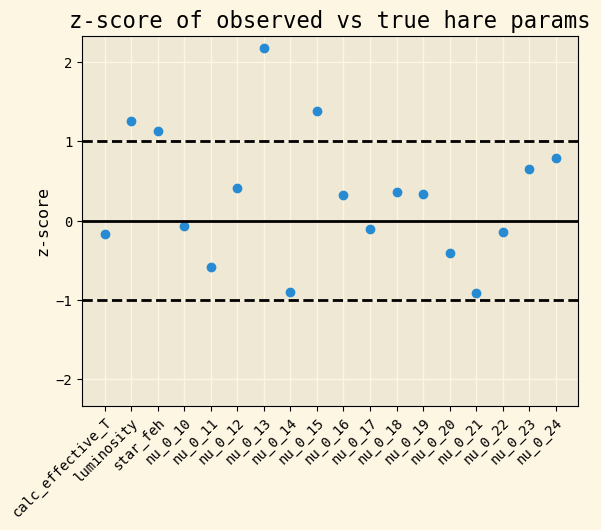 z-score of observed vs true hare params
z-score
2
1
0
−1
−2
calc_effective_T
luminosity
star_feh
nu_0_10
nu_0_11
nu_0_12
nu_0_13
nu_0_14
nu_0_15
nu_0_16
nu_0_17
nu_0_18
nu_0_19
nu_0_20
nu_0_21
nu_0_22
nu_0_23
nu_0_24